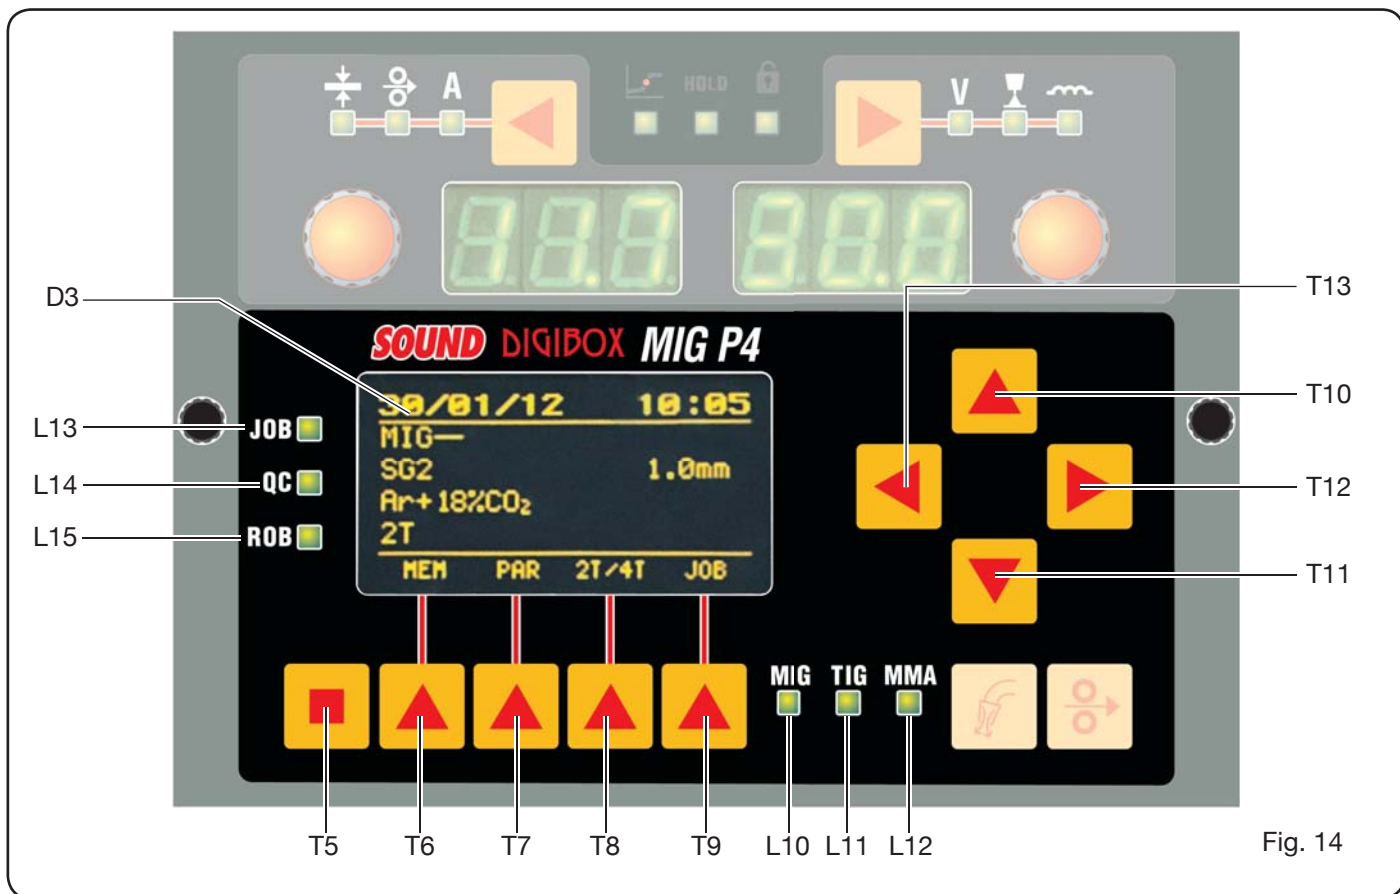 A HOLD V
D3
SOUND DIGIBOX MIG P4
T13
30/01/12 10:05
T10
L13 JOB MIG
SG2 1.0mm
L14 QC
T12
Ar+18%CO₂
L15 ROB 2T
T11
MEM PAR 2T/4T JOB
MIG TIG MMA
T5 T6 T7 T8 T9 L10 L11 L12
Fig. 14